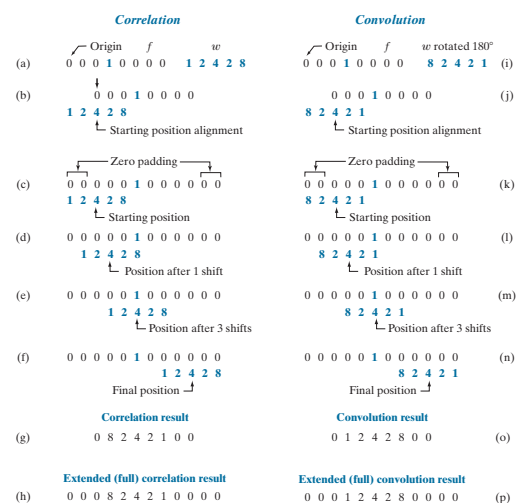 Correlation Convolution
Origin f w Origin f w rotated 180°
(a) 0 0 0 1 0 0 0 0 1 2 4 2 8 0 0 0 1 0 0 0 0 8 2 4 2 1 (i)
(b) 0 0 0 1 0 0 0 0 0 0 0 1 0 0 0 0 (j)
1 2 4 2 8 8 2 4 2 1
Starting position alignment Starting position alignment
Zero padding Zero padding
(c) 0 0 0 0 0 1 0 0 0 0 0 0 0 0 0 0 0 1 0 0 0 0 0 0 (k)
1 2 4 2 8 8 2 4 2 1
Starting position Starting position
(d) 0 0 0 0 0 1 0 0 0 0 0 0 0 0 0 0 0 1 0 0 0 0 0 0 (l)
1 2 4 2 8 8 2 4 2 1
Position after 1 shift Position after 1 shift
(e) 0 0 0 0 0 1 0 0 0 0 0 0 0 0 0 0 0 1 0 0 0 0 0 0 (m)
1 2 4 2 8 8 2 4 2 1
Position after 3 shifts Position after 3 shifts
(f) 0 0 0 0 0 1 0 0 0 0 0 0 0 0 0 0 0 1 0 0 0 0 0 0 (n)
1 2 4 2 8 8 2 4 2 1
Final position Final position
Correlation result Convolution result
(g) 0 8 2 4 2 1 0 0 0 1 2 4 2 8 0 0 (o)
Extended (full) correlation result Extended (full) convolution result
(h) 0 0 0 8 2 4 2 1 0 0 0 0 0 0 0 1 2 4 2 8 0 0 0 0 (p)